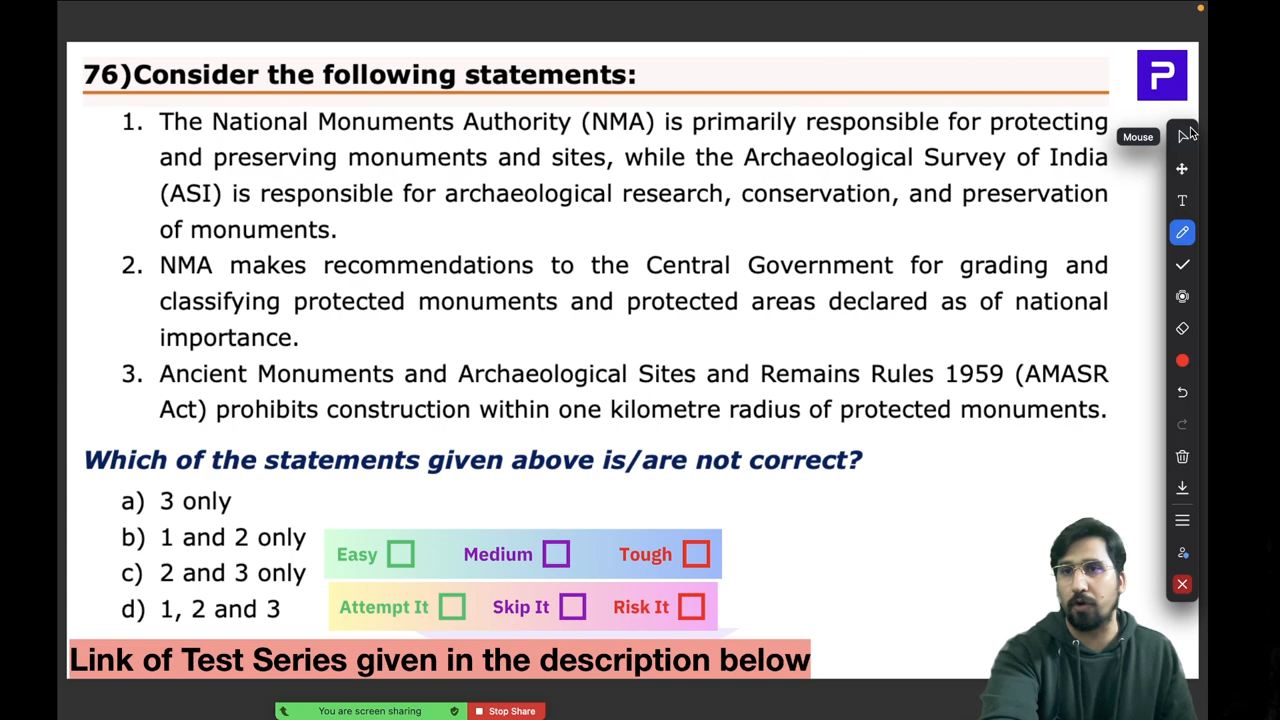 76)Consider the following statements:
P
1. The National Monuments Authority (NMA) is primarily responsible for protecting
and preserving monuments and sites, while the Archaeological Survey of India
(ASI) is responsible for archaeological research, conservation, and preservation
of monuments.
Mouse
T
2. NMA makes recommendations to the Central Government for grading and
classifying protected monuments and protected areas declared as of national
importance.
3. Ancient Monuments and Archaeological Sites and Remains Rules 1959 (AMASR
Act) prohibits construction within one kilometre radius of protected monuments.
Which of the statements given above is/are not correct?
a) 3 only
b) 1 and 2 only
c) 2 and 3 only
d) 1, 2 and 3
Easy Medium Tough
Attempt It Skip It Risk It
Link of Test Series given in the description below
You are screen sharing Stop Share